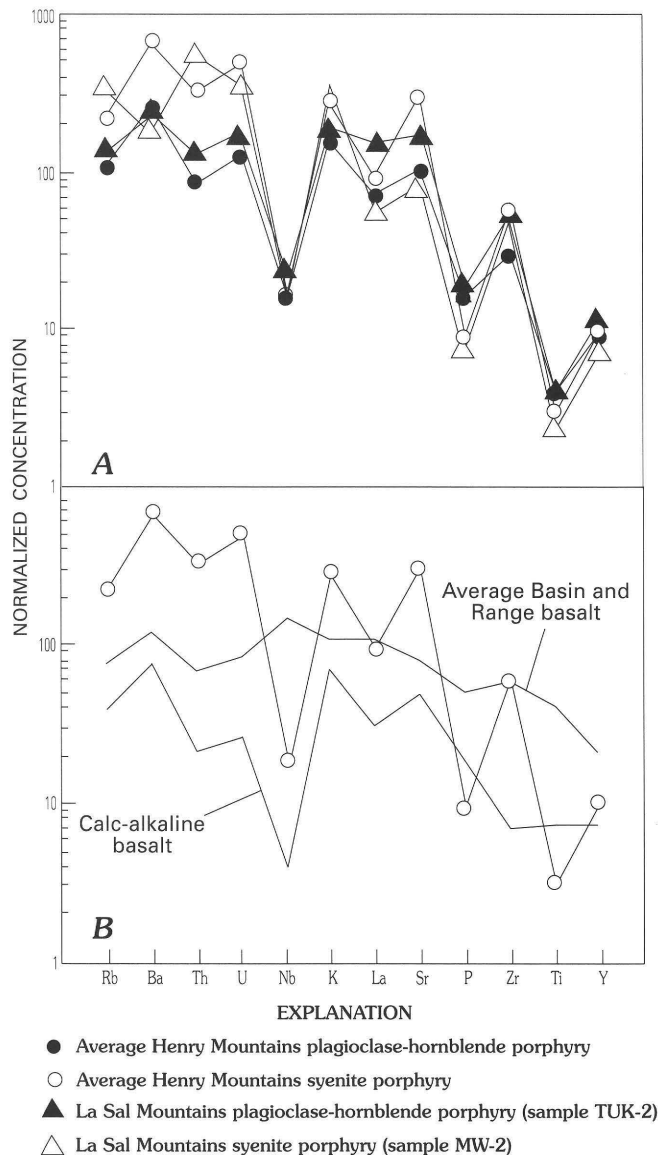 1000
100
10
1
A
NORMALIZED CONCENTRATION
100
10
1
Average Basin and
Range basalt
Calc-alkaline
basalt
B
Rb Ba Th U Nb K La Sr P Zr Ti Y
EXPLANATION
● Average Henry Mountains plagioclase-hornblende porphyry
○ Average Henry Mountains syenite porphyry
▲ La Sal Mountains plagioclase-hornblende porphyry (sample TUK-2)
△ La Sal Mountains syenite porphyry (sample MW-2)